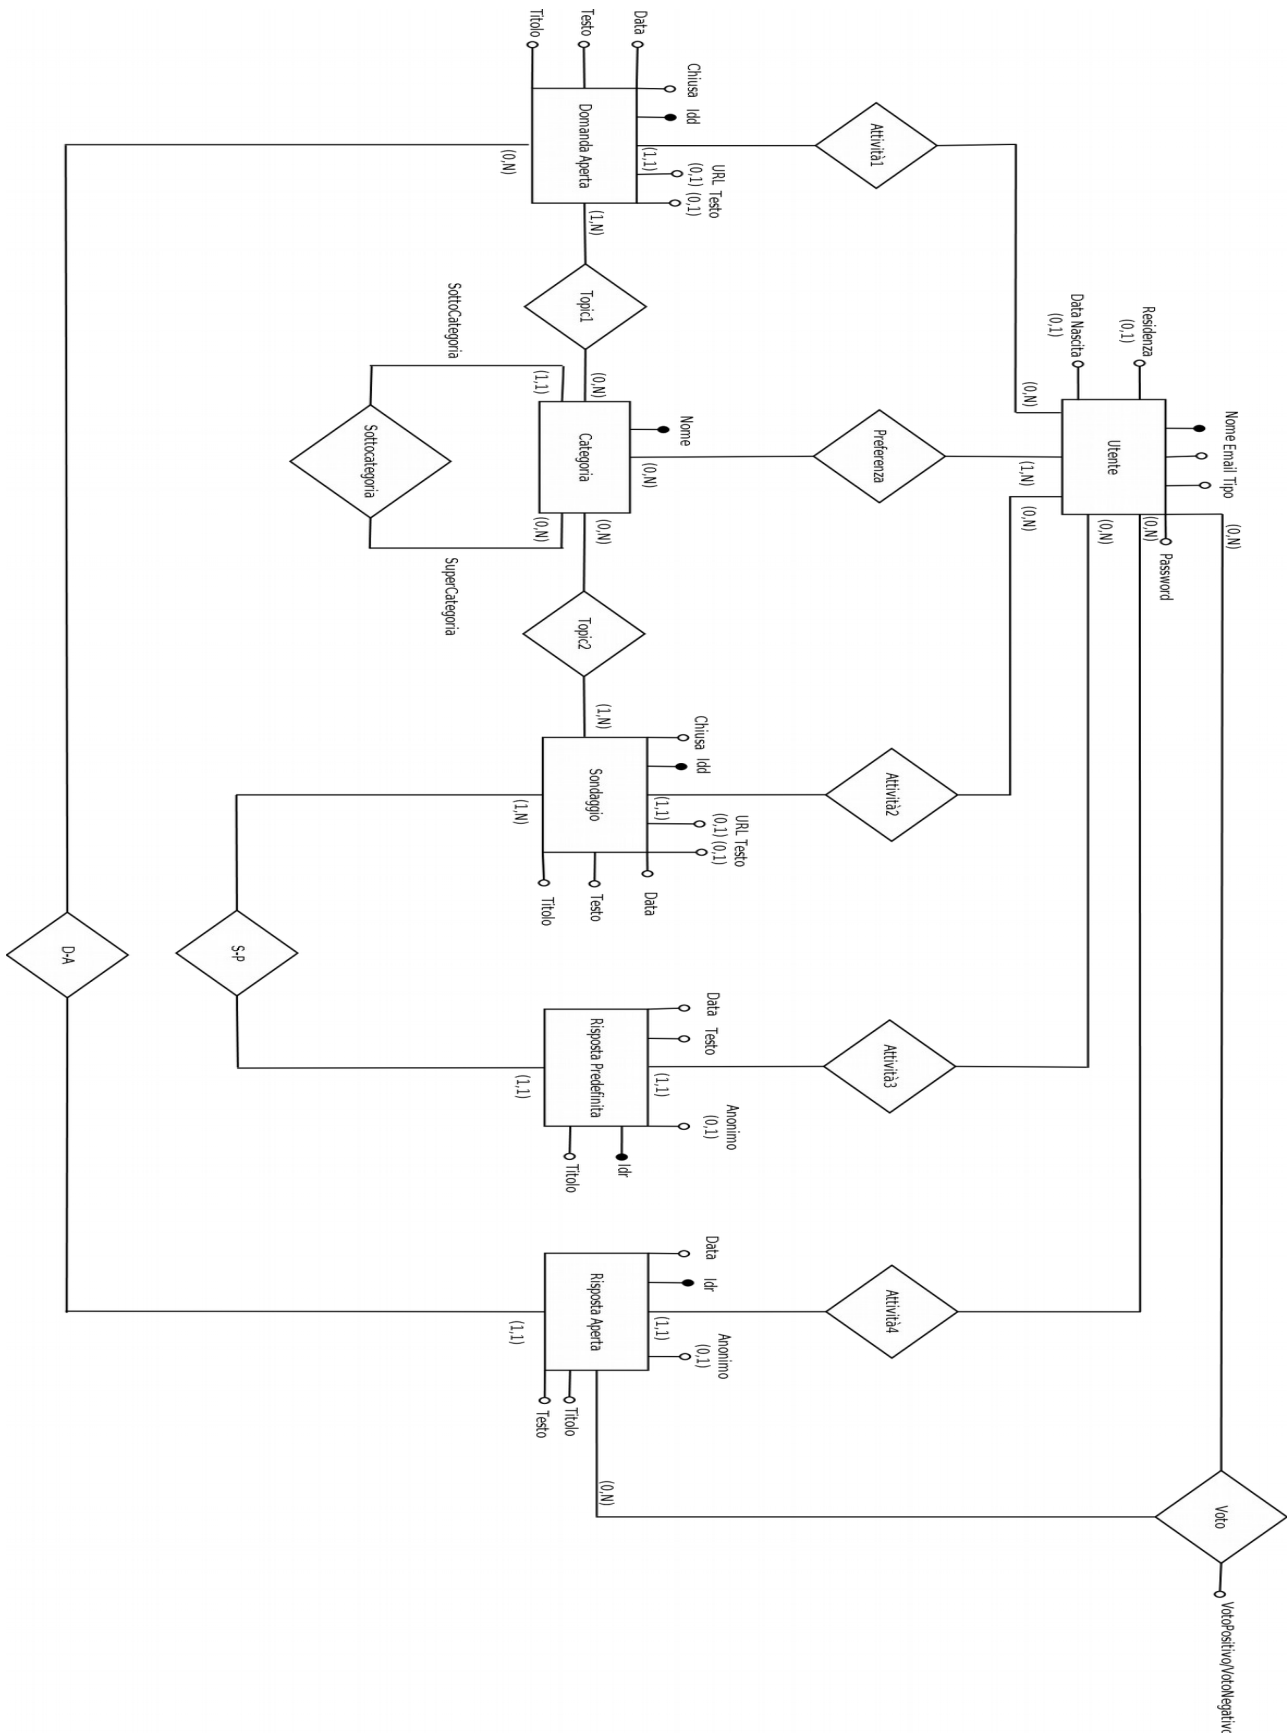 Nome Email Tipo
(0,N)
Voto
VotoPositivo/VotoNegativo
Residenza
(0,1)
Password
(0,N)
Utente
(0,N)
Data Nascita
(0,1)
(0,N)
(1,N)
(0,N)
Attività1
Preferenza
Attività2
Attività3
Attività4
URL Testo
(0,1) (0,1)
Chiusa Idd
(1,1)
Data
Nome
(0,N)
URL Testo
(0,1) (0,1)
Chiusa Idd
(1,1)
Data
Data Testo
Anonimo
(0,1)
(1,1)
Data Idr
Anonimo
(0,1)
(1,1)
Testo
Domanda Aperta
(1,N)
Topic1
(0,N)
Categoria
(0,N)
Topic2
(1,N)
Sondaggio
Testo
Risposta Predefinita
Idr
Titolo
Risposta Aperta
Titolo
Testo
(0,N)
Titolo
(0,N)
(1,1)
(0,N)
(1,N)
Titolo
(1,1)
(1,1)
SottoCategoria
SuperCategoria
Sottocategoria
S-P
D-A